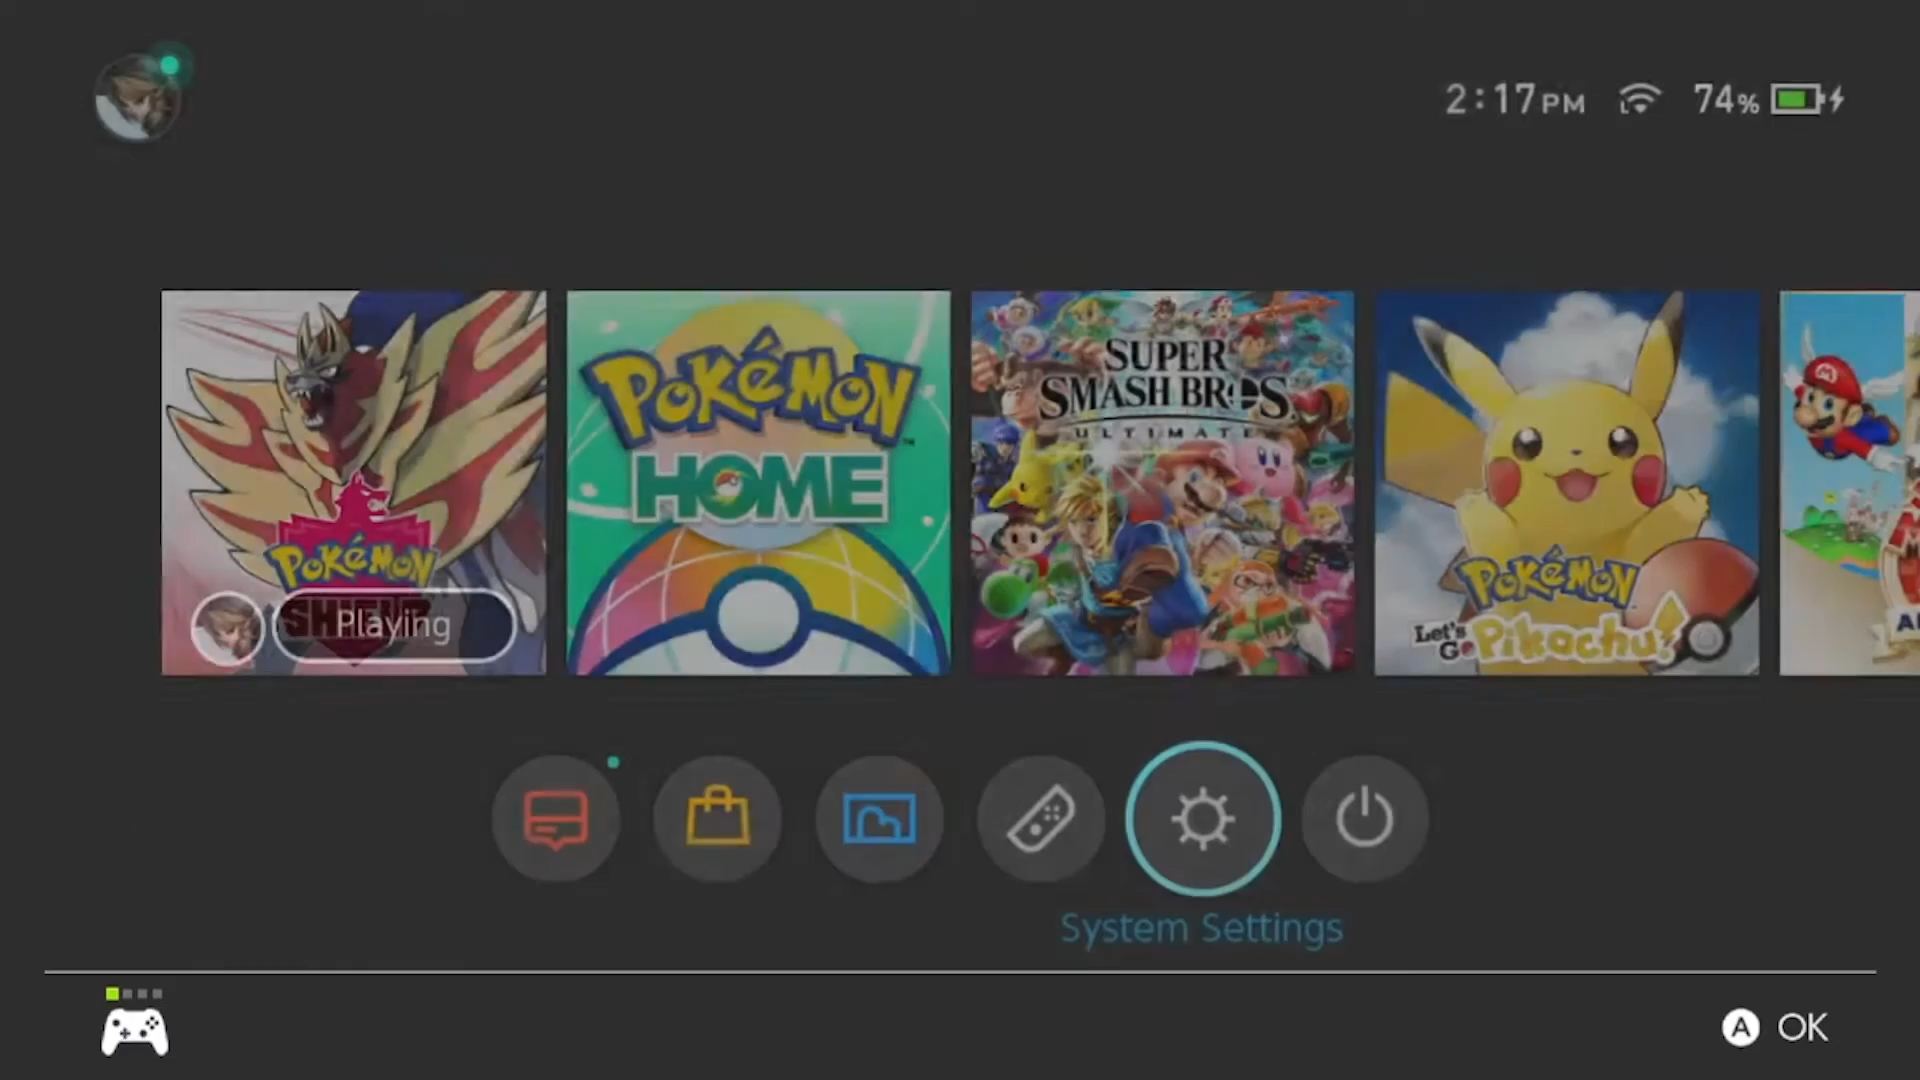 2:17 PM 74%
POKÉMON
SHIELD
Playing
POKÉMON
HOME
SUPER
SMASH BROS.
ULTIMATE
POKÉMON
Let's
Go
Pikachu!
System Settings
A OK